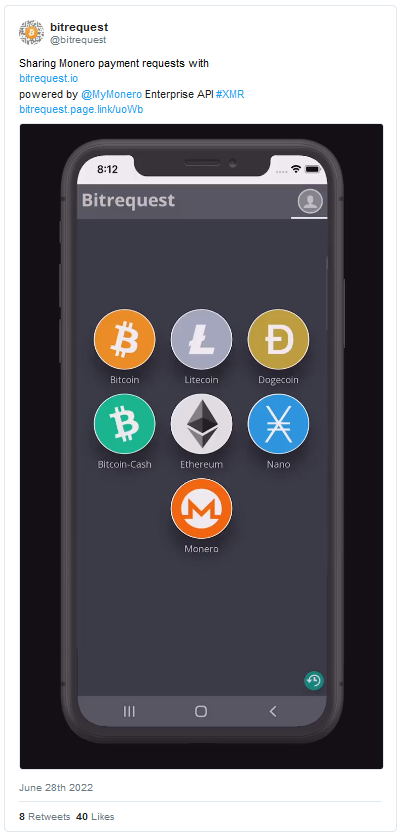 bitrequest
@bitrequest
Sharing Monero payment requests with
bitrequest.io
powered by @MyMonero Enterprise API #XMR
bitrequest.page.link/uoWb
8:12
Bitrequest
Bitcoin
Litecoin
Dogecoin
Bitcoin-Cash
Ethereum
Nano
Monero
June 28th 2022
8 Retweets 40 Likes